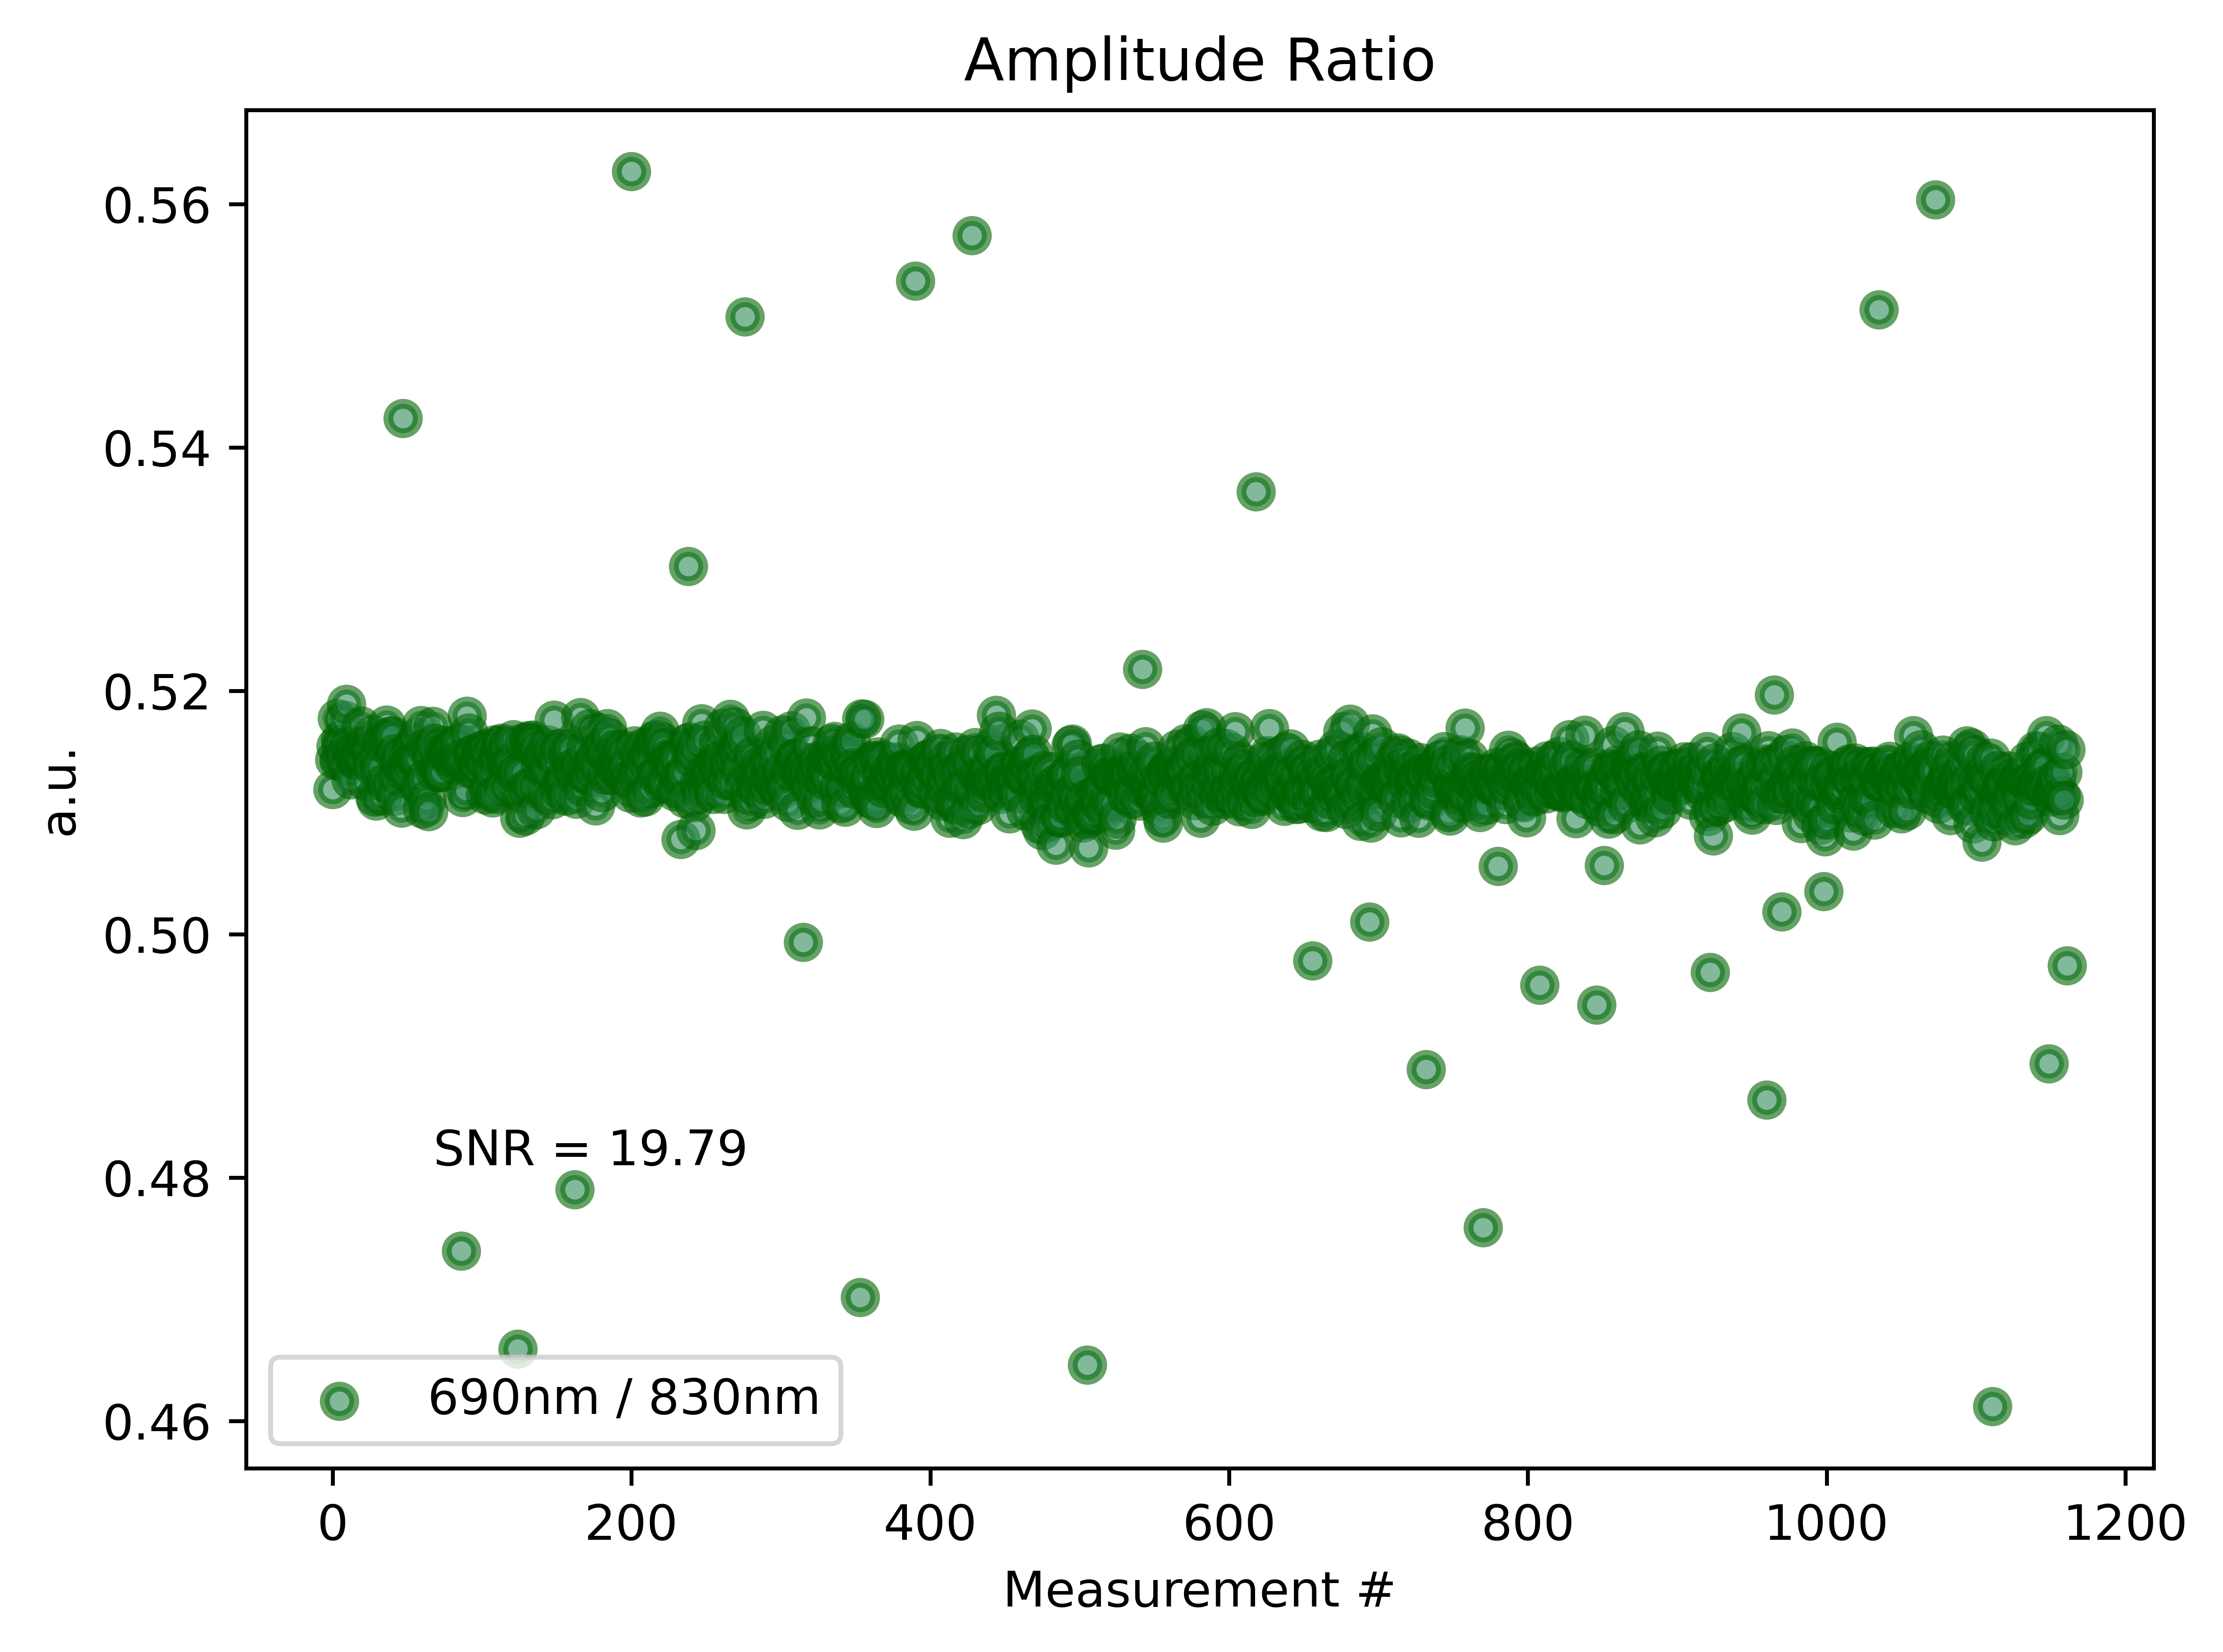 Amplitude Ratio
0.56
0.54
0.52
0.50
0.48
0.46
a.u.
SNR = 19.79
690nm / 830nm
0 200 400 600 800 1000 1200
Measurement #